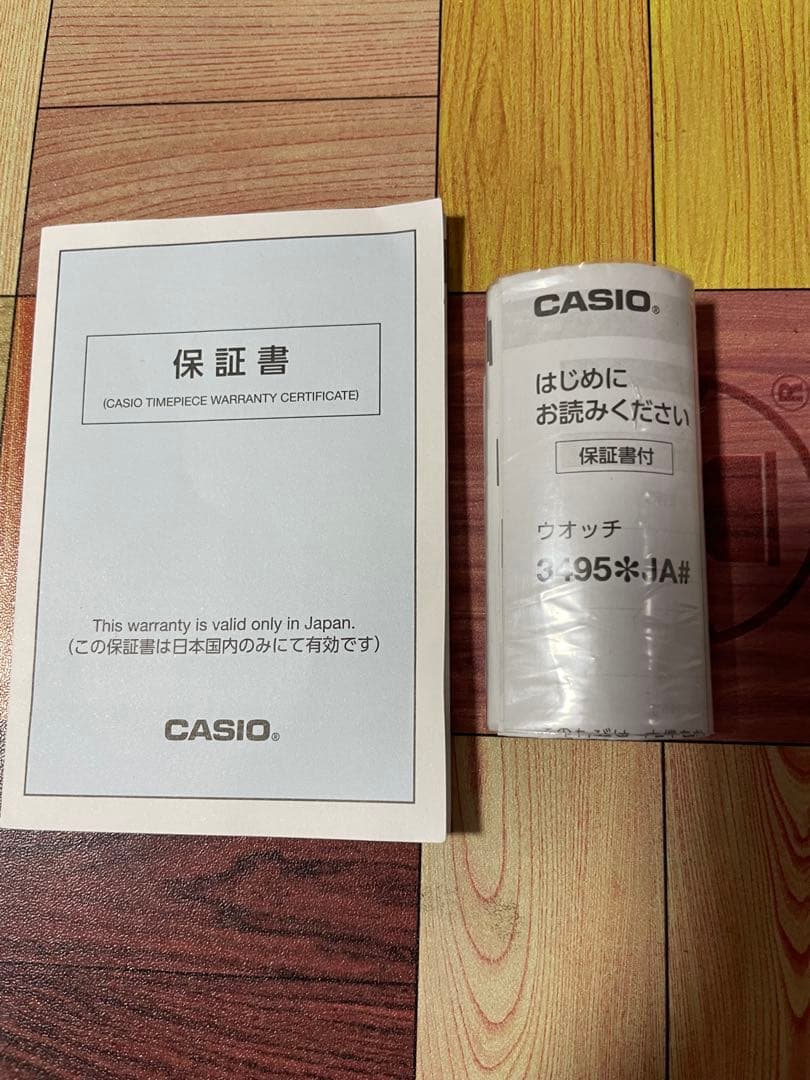 保証書
(CASIO TIMEPIECE WARRANTY CERTIFICATE)
This warranty is valid only in Japan.
(この保証書は日本国内のみにて有効です)
CASIO®
CASIO®
はじめに
お読みください
保証書付
ウオッチ
3495✻JA#
®